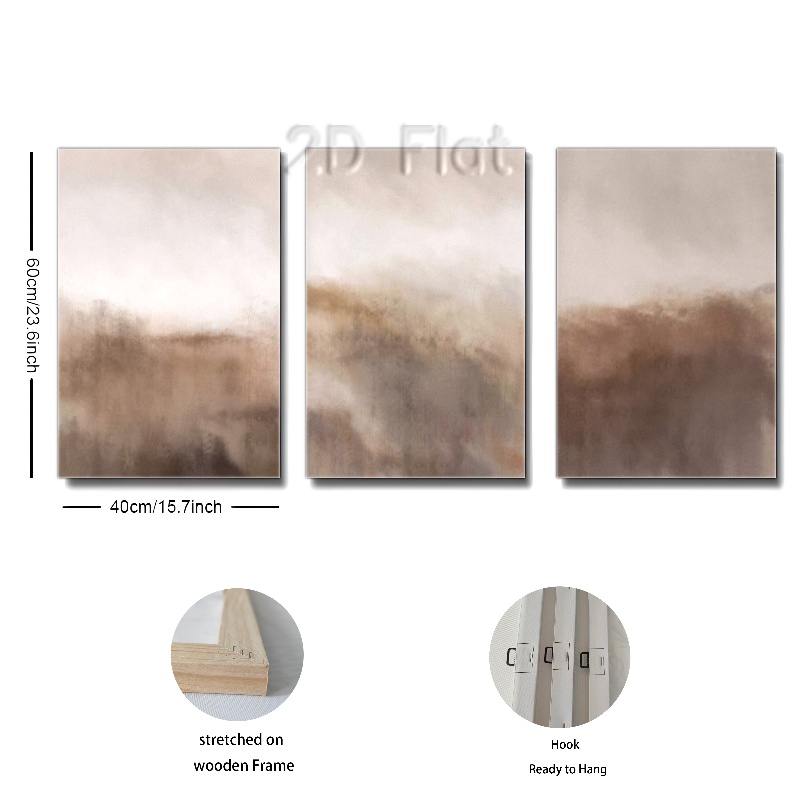 2D Flat
60cm/23.6inch
40cm/15.7inch
stretched on
wooden Frame
Hook
Ready to Hang